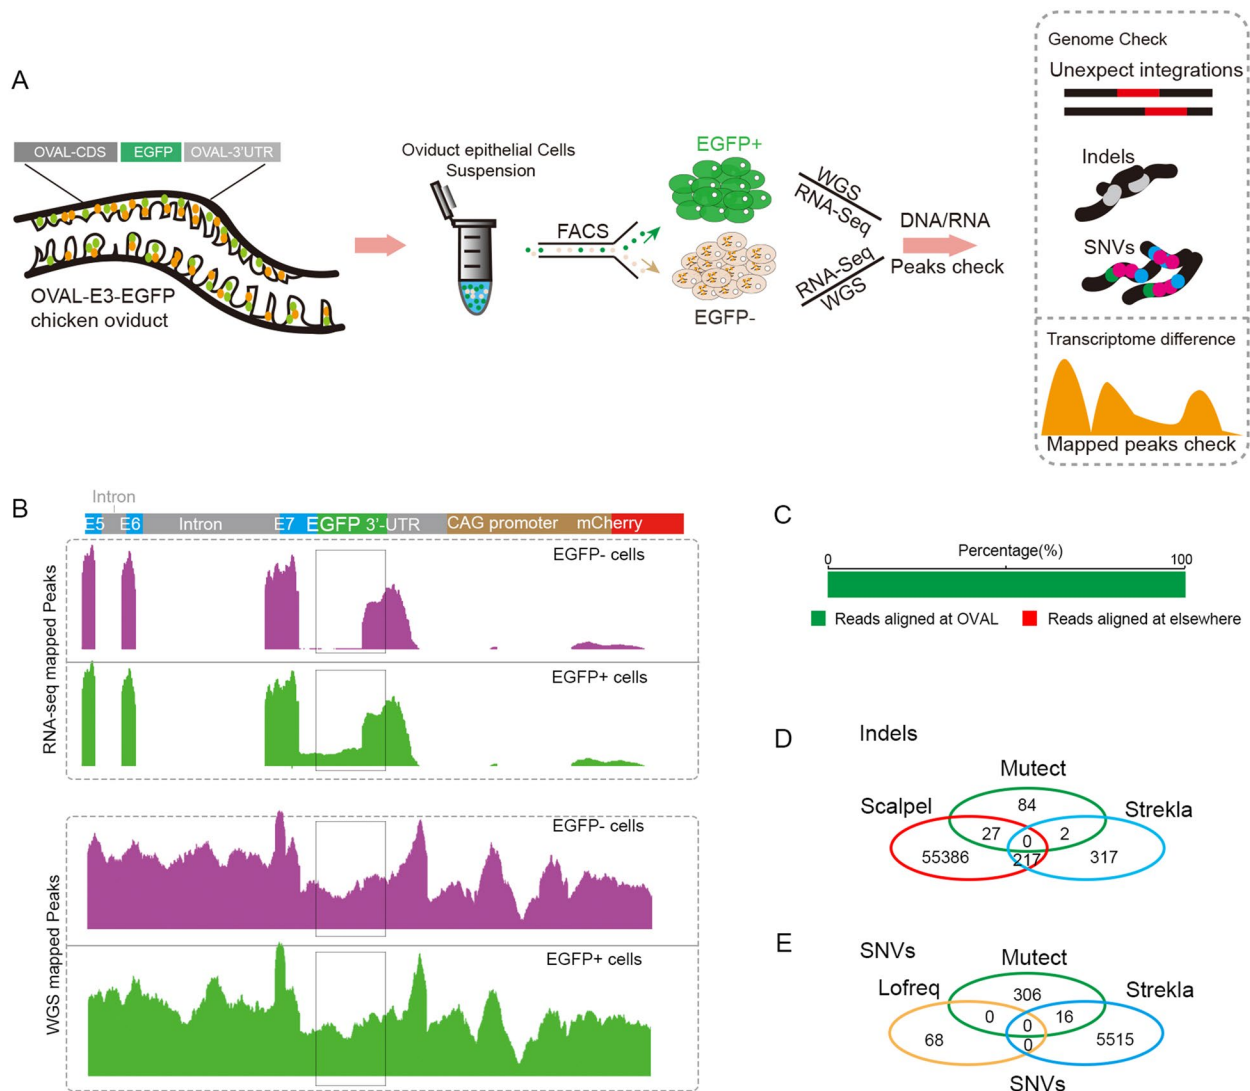 A
OVAL-CDS EGFP OVAL-3'UTR
OVAL-E3-EGFP
chicken oviduct
Oviduct epithelial Cells
Suspension
FACS
EGFP+
EGFP-
WGS
RNA-Seq
RNA-Seq
WGS
DNA/RNA
Peaks check
Genome Check
Unexpect integrations
Indels
SNVs
Transcriptome difference
Mapped peaks check
B
Intron
E5 E6 Intron E7 EGFP 3'-UTR CAG promoter mCherry
RNA-seq mapped Peaks
EGFP- cells
EGFP+ cells
WGS mapped Peaks
EGFP- cells
EGFP+ cells
C
Percentage(%)
0 100
Reads aligned at OVAL Reads aligned at elsewhere
D
Indels
Mutect
Scalpel Strekla
84
27 0 2
55386 217 317
E
SNVs
Mutect
Lofreq Strekla
306
0 0 16
68 0 5515
SNVs